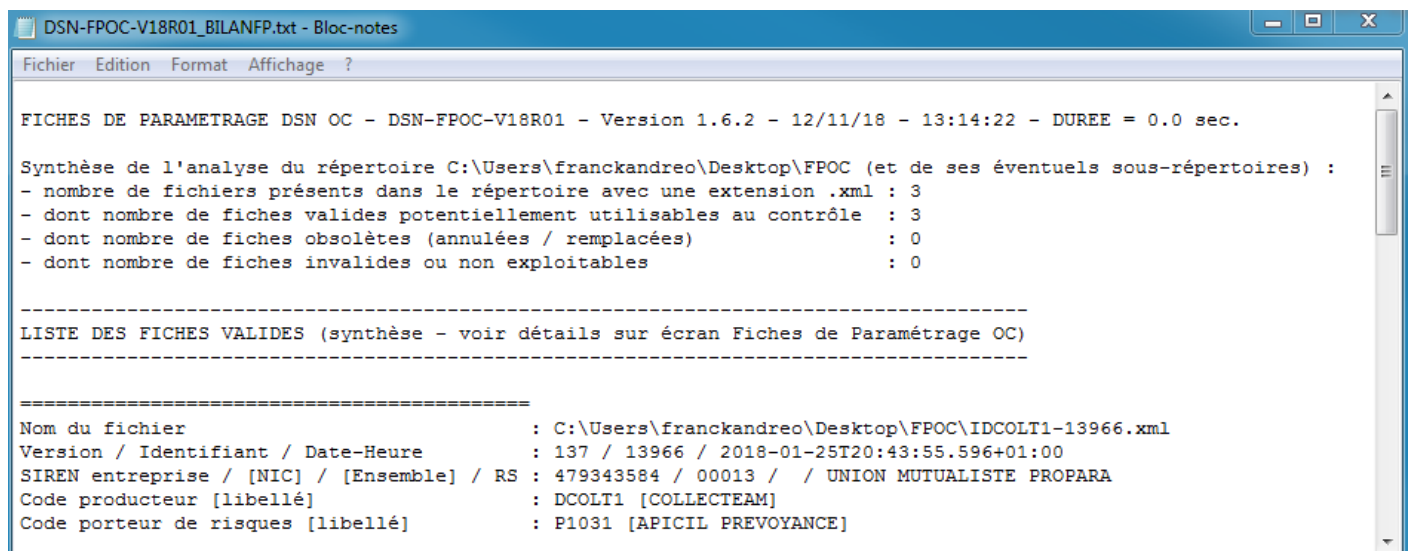 DSN-FPOC-V18R01_BILANFP.txt - Bloc-notes
Fichier Edition Format Affichage ?
FICHES DE PARAMETRAGE DSN OC - DSN-FPOC-V18R01 - Version 1.6.2 - 12/11/18 - 13:14:22 - DUREE = 0.0 sec.
Synthèse de l'analyse du répertoire C:\Users\franckandreo\Desktop\FPOC (et de ses éventuels sous-répertoires) :
- nombre de fichiers présents dans le répertoire avec une extension .xml : 3
- dont nombre de fiches valides potentiellement utilisables au contrôle : 3
- dont nombre de fiches obsolètes (annulées / remplacées) : 0
- dont nombre de fiches invalides ou non exploitables : 0
-------------------------------------------------------------------------------------
LISTE DES FICHES VALIDES (synthèse - voir détails sur écran Fiches de Paramétrage OC)
-------------------------------------------------------------------------------------
===========================================
Nom du fichier : C:\Users\franckandreo\Desktop\FPOC\IDCOLT1-13966.xml
Version / Identifiant / Date-Heure : 137 / 13966 / 2018-01-25T20:43:55.596+01:00
SIREN entreprise / [NIC] / [Ensemble] / RS : 479343584 / 00013 / / UNION MUTUALISTE PROPARA
Code producteur [libellé] : DCOLT1 [COLLECTEAM]
Code porteur de risques [libellé] : P1031 [APICIL PREVOYANCE]